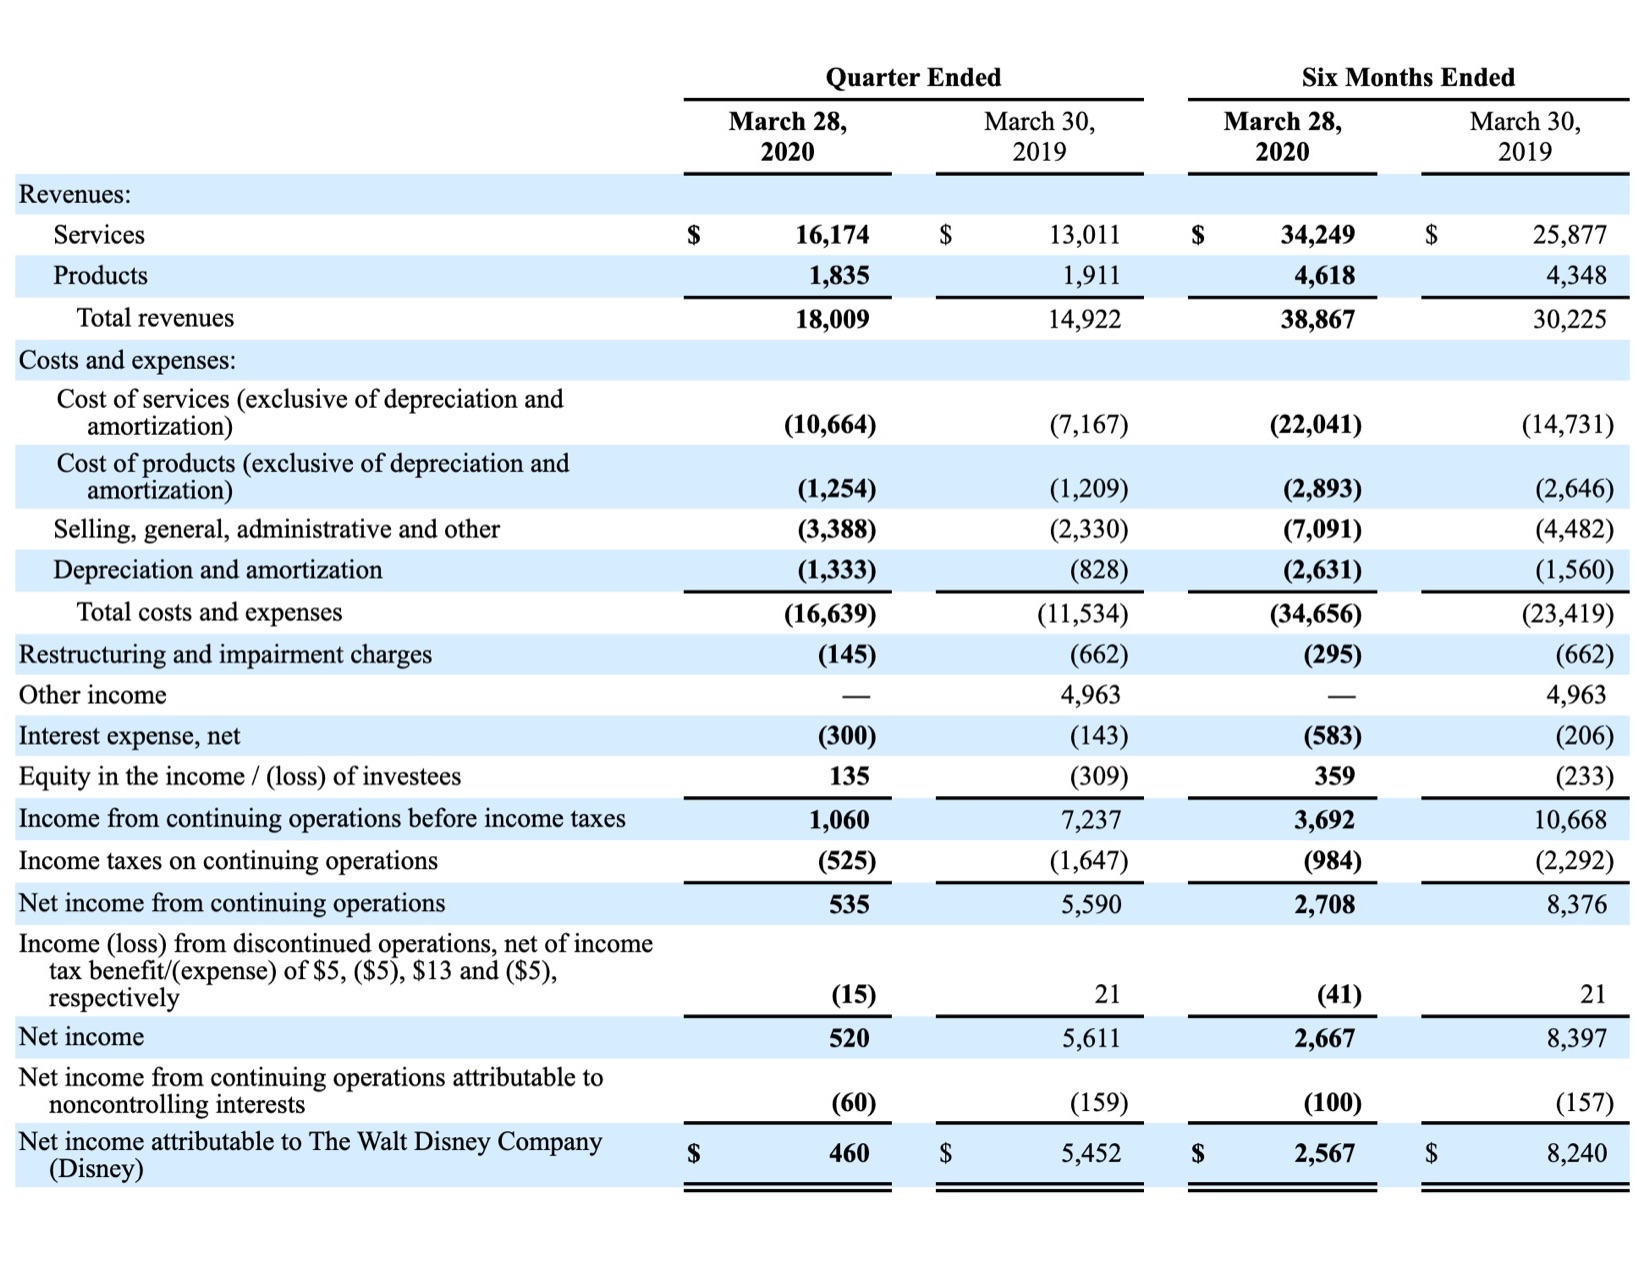 Quarter Ended Six Months Ended
March 28, March 30, March 28, March 30,
2020 2019 2020 2019
Revenues:
Services $ 16,174 $ 13,011 $ 34,249 $ 25,877
Products 1,835 1,911 4,618 4,348
Total revenues 18,009 14,922 38,867 30,225
Costs and expenses:
Cost of services (exclusive of depreciation and
amortization) (10,664) (7,167) (22,041) (14,731)
Cost of products (exclusive of depreciation and
amortization) (1,254) (1,209) (2,893) (2,646)
Selling, general, administrative and other (3,388) (2,330) (7,091) (4,482)
Depreciation and amortization (1,333) (828) (2,631) (1,560)
Total costs and expenses (16,639) (11,534) (34,656) (23,419)
Restructuring and impairment charges (145) (662) (295) (662)
Other income — 4,963 — 4,963
Interest expense, net (300) (143) (583) (206)
Equity in the income / (loss) of investees 135 (309) 359 (233)
Income from continuing operations before income taxes 1,060 7,237 3,692 10,668
Income taxes on continuing operations (525) (1,647) (984) (2,292)
Net income from continuing operations 535 5,590 2,708 8,376
Income (loss) from discontinued operations, net of income
tax benefit/(expense) of $5, ($5), $13 and ($5),
respectively (15) 21 (41) 21
Net income 520 5,611 2,667 8,397
Net income from continuing operations attributable to
noncontrolling interests (60) (159) (100) (157)
Net income attributable to The Walt Disney Company
(Disney) $ 460 $ 5,452 $ 2,567 $ 8,240